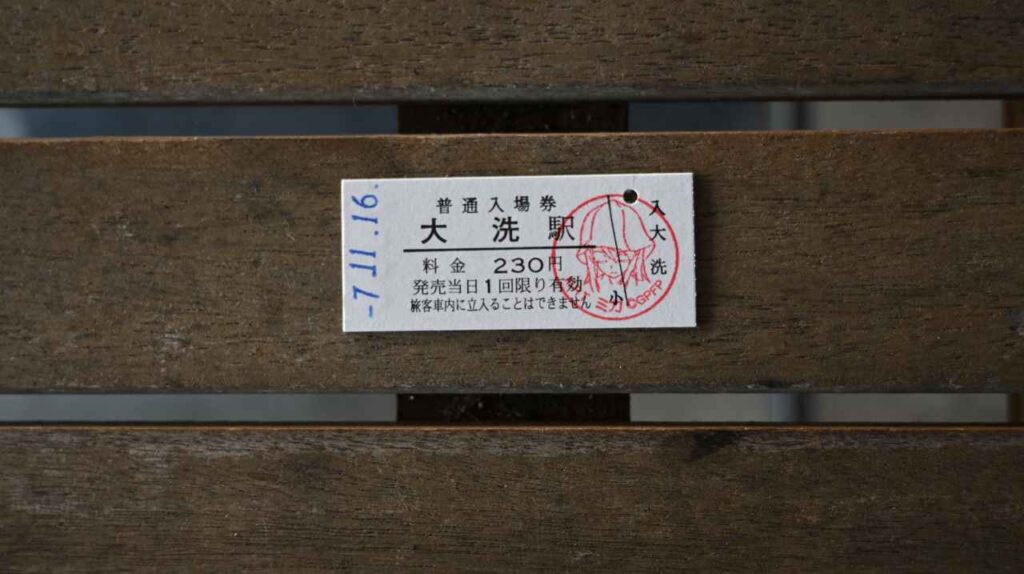 -7.11.16.
普通入場券
大洗駅
料金 230円
発売当日1回限り有効
旅客車内に立入ることはできません
入大洗
小
ミカ ©GPFP